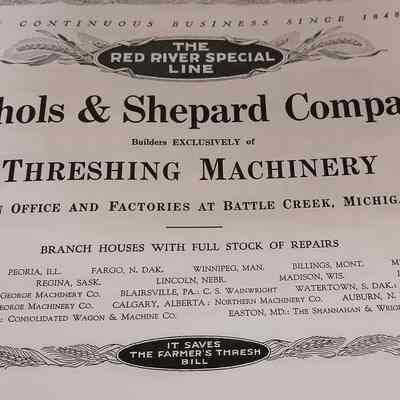 CONTINUOUS BUSINESS SINCE 1848
THE
RED RIVER SPECIAL
LINE
hols & Shepard Compa
Builders EXCLUSIVELY of
THRESHING MACHINERY
N OFFICE AND FACTORIES AT BATTLE CREEK, MICHIGA
BRANCH HOUSES WITH FULL STOCK OF REPAIRS
PEORIA, ILL. FARGO, N. DAK. WINNIPEG, MAN. BILLINGS, MONT.
REGINA, SASK. LINCOLN, NEBR. MADISON, WIS.
GEORGE MACHINERY CO. BLAIRSVILLE, PA.: C. S. WAINWRIGHT WATERTOWN, S. DAK.:
GEORGE MACHINERY CO. CALGARY, ALBERTA: NORTHERN MACHINERY CO. AUBURN, N.
: CONSOLIDATED WAGON & MACHINE CO. EASTON, MD.: THE SHANNAHAN & WRIG
IT SAVES
THE FARMER'S THRESH
BILL